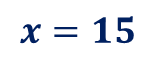 x = 15